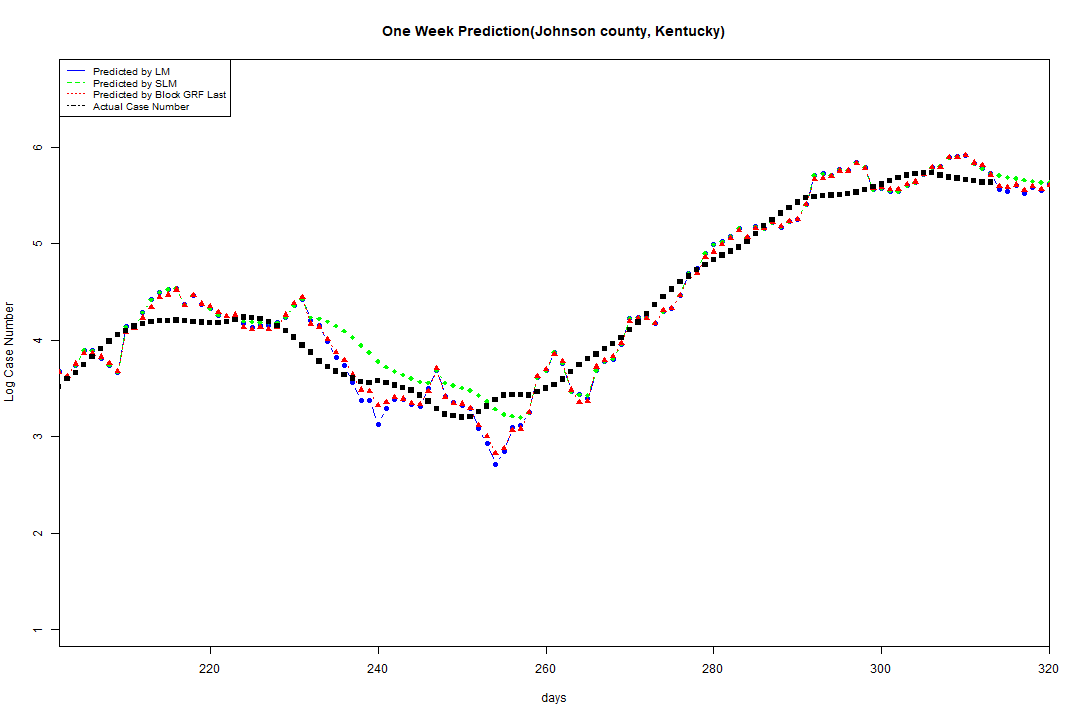 One Week Prediction(Johnson county, Kentucky)
Predicted by LM
Predicted by SLM
Predicted by Block GRF Last
Actual Case Number
6
5
4
3
2
1
Log Case Number
220 240 260 280 300 320
days